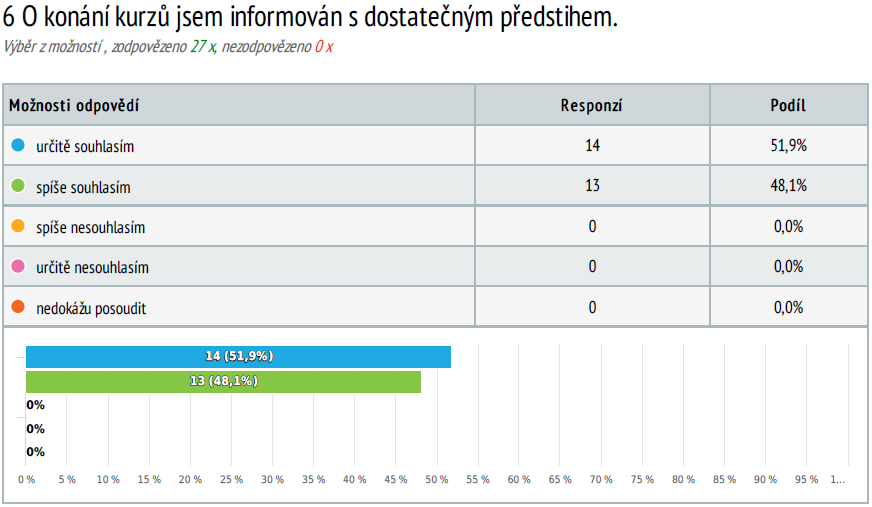 6 O konání kurzů jsem informován s dostatečným předstihem.
Výběr z možností , zodpovězeno 27 x, nezodpovězeno 0 x
Možnosti odpovědí Responzí Podíl
určitě souhlasím 14 51,9%
spíše souhlasím 13 48,1%
spíše nesouhlasím 0 0,0%
určitě nesouhlasím 0 0,0%
nedokážu posoudit 0 0,0%
14 (51,9%)
13 (48,1%)
0%
0%
0%
0 % 5 % 10 % 15 % 20 % 25 % 30 % 35 % 40 % 45 % 50 % 55 % 60 % 65 % 70 % 75 % 80 % 85 % 90 % 95 % 1...